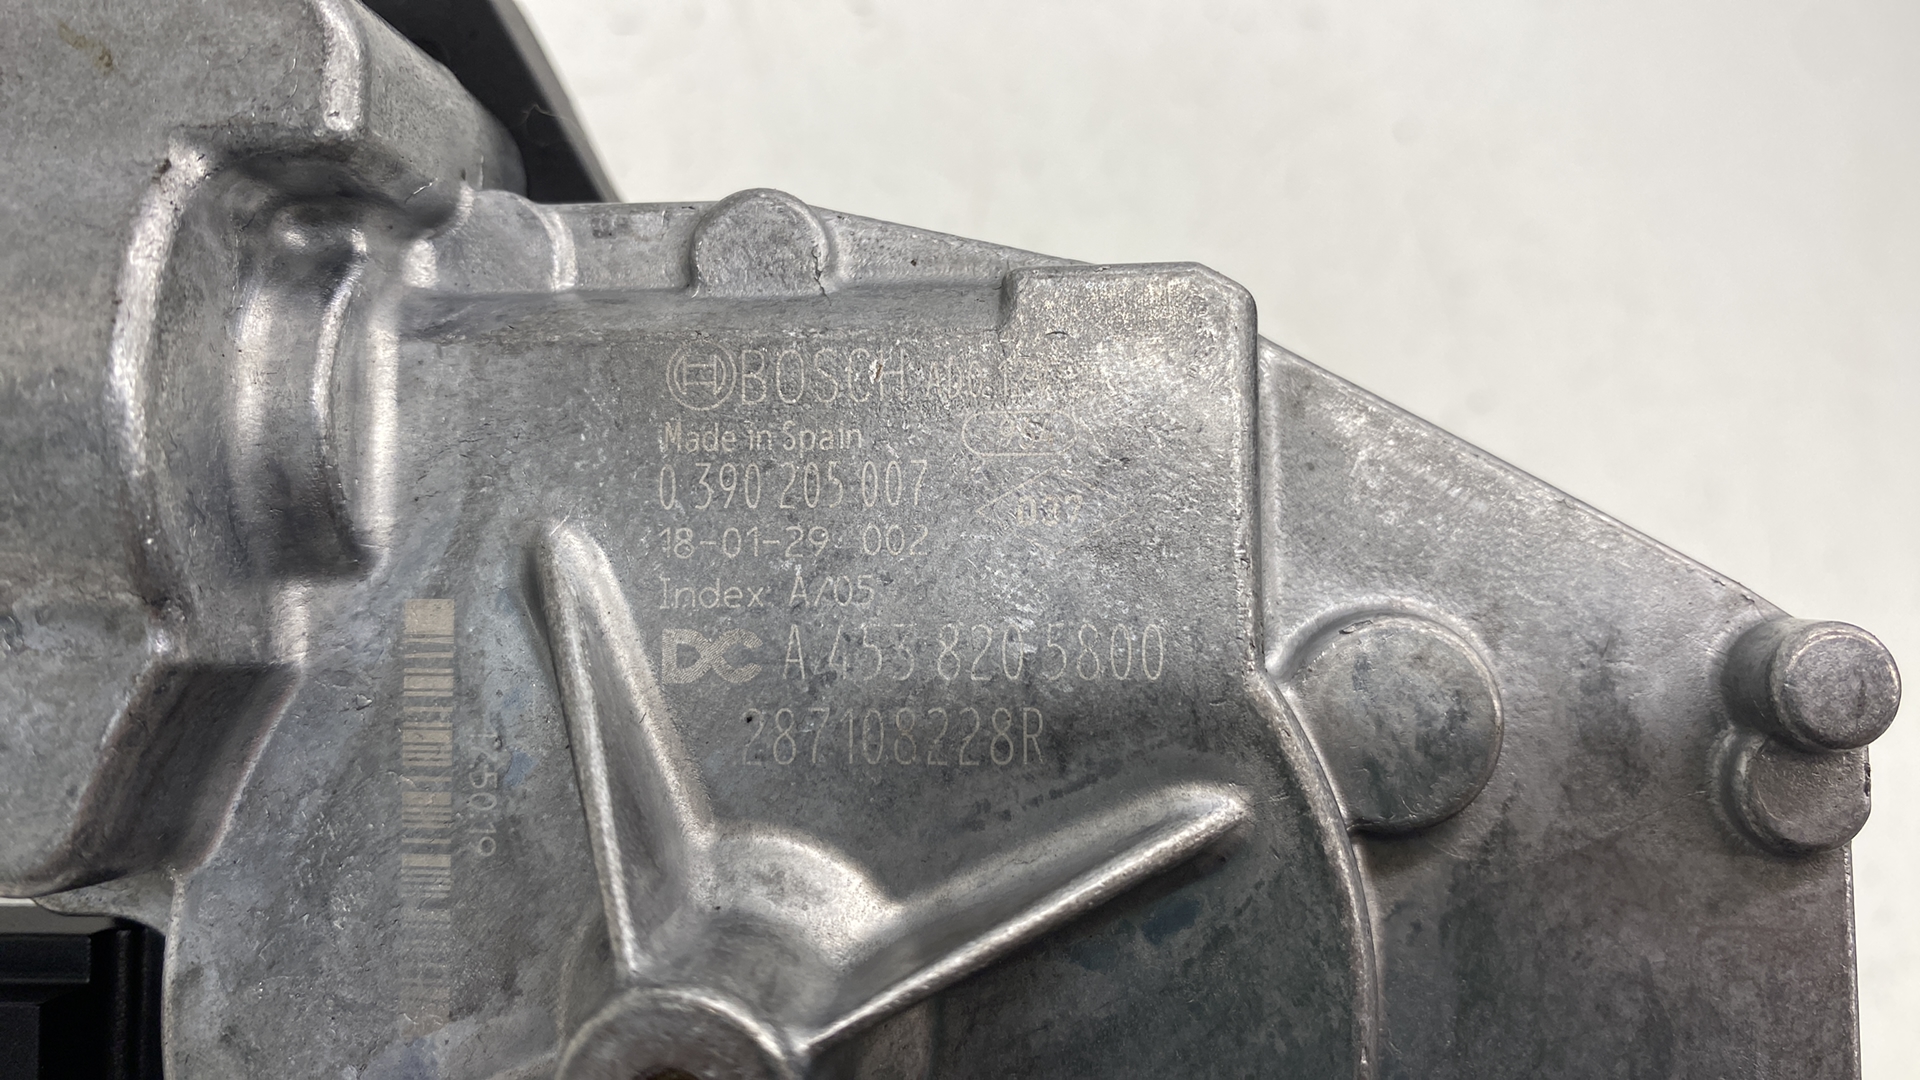 BOSCH
Made in Spain
0 390 205 007
18-01-29 002
Index A/05
DC A 453 820 5800
287108228R